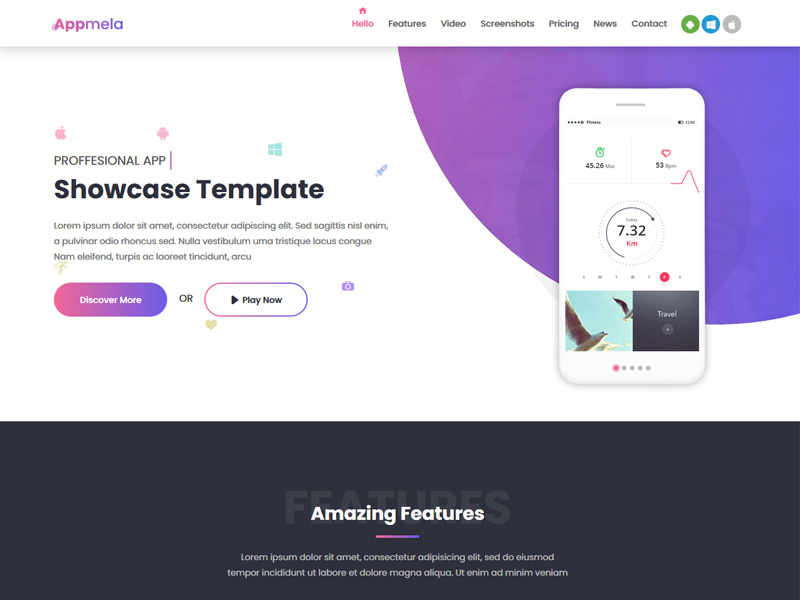 Appmela
Hello Features Video Screenshots Pricing News Contact
PROFFESIONAL APP
Showcase Template
Lorem ipsum dolor sit amet, consectetur adipiscing elit. Sed sagittis nisl enim,
a pulvinar odio rhoncus sed. Nulla vestibulum urna tristique lacus congue
Nam eleifend, turpis ac laoreet tincidunt, arcu
Discover More OR Play Now
Fitness 12:20
45.26 Min 53 Bpm
Today
7.32
Km
S M T W T F S
Travel
FEATURES
Amazing Features
Lorem ipsum dolor sit amet, consectetur adipiscing elit, sed do eiusmod
tempor incididunt ut labore et dolore magna aliqua. Ut enim ad minim veniam